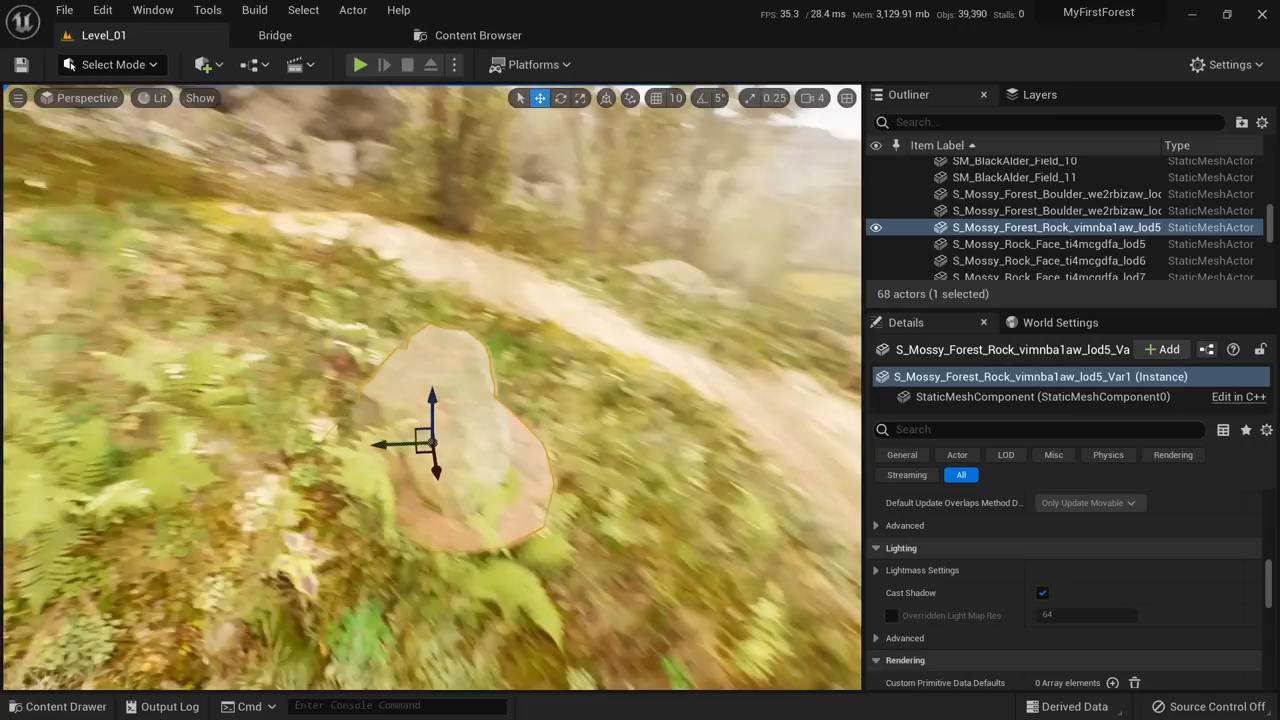 File Edit Window Tools Build Select Actor Help
FPS: 35.3 / 28.4 ms Mem: 3,129.91 mb Objs: 39,390 Stalls: 0 MyFirstForest
Level_01 Bridge Content Browser
Select Mode Platforms Settings
Perspective Lit Show 10 5° 0.25 4
Outliner Layers
Search...
Item Label Type
SM_BlackAlder_Field_10 StaticMeshActor
SM_BlackAlder_Field_11 StaticMeshActor
S_Mossy_Forest_Boulder_we2rbizaw_loc StaticMeshActor
S_Mossy_Forest_Boulder_we2rbizaw_loc StaticMeshActor
S_Mossy_Forest_Rock_vimnba1aw_lod5 StaticMeshActor
S_Mossy_Rock_Face_ti4mcgdfa_lod5 StaticMeshActor
S_Mossy_Rock_Face_ti4mcgdfa_lod6 StaticMeshActor
S_Mossy_Rock_Face_ti4mcgdfa_lod7 StaticMeshActor
68 actors (1 selected)
Details World Settings
S_Mossy_Forest_Rock_vimnba1aw_lod5_Va + Add
S_Mossy_Forest_Rock_vimnba1aw_lod5_Var1 (Instance)
StaticMeshComponent (StaticMeshComponent0) Edit in C++
Search
General Actor LOD Misc Physics Rendering
Streaming All
Default Update Overlaps Method D... Only Update Movable
Advanced
Lighting
Lightmass Settings
Cast Shadow
Overridden Light Map Res 64
Advanced
Rendering
Custom Primitive Data Defaults 0 Array elements
Content Drawer Output Log Cmd Enter Console Command Derived Data Source Control Off